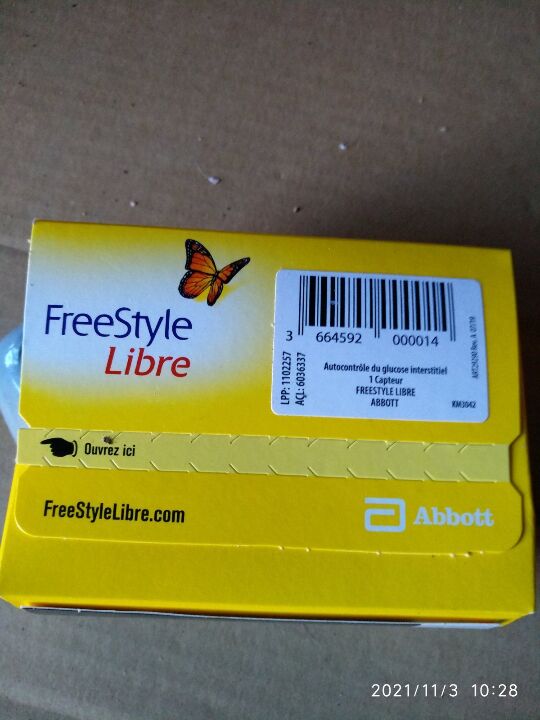 FreeStyle
Libre
3 664592 000014
LPP: 1102257
ACL: 6036337
Autocontrôle du glucose interstitiel
1 Capteur
FREESTYLE LIBRE
ABBOTT
KM3042
Ouvrez ici
FreeStyleLibre.com
Abbott
2021/11/3 10:28